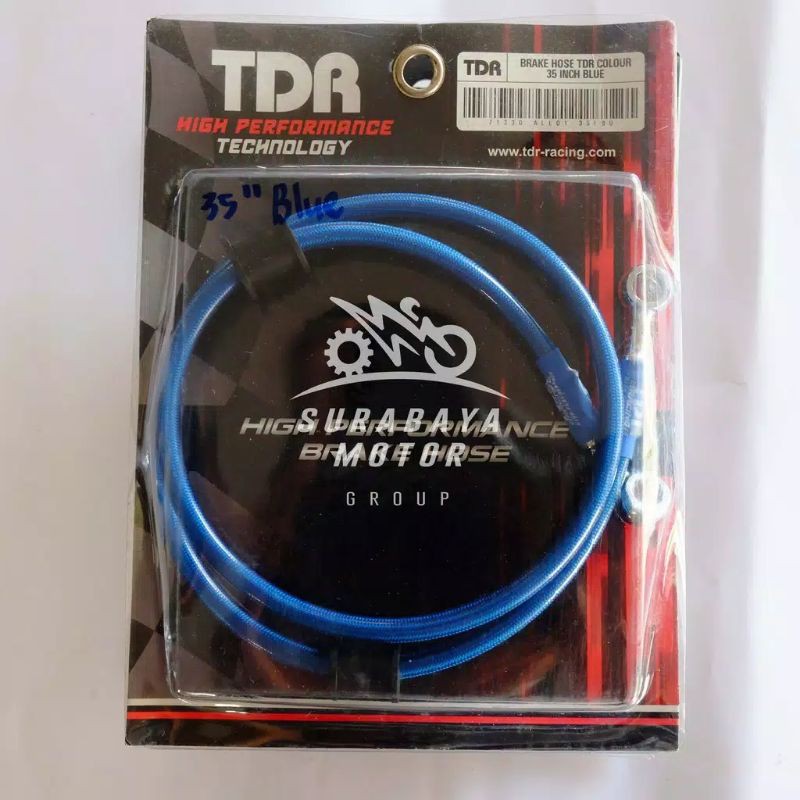 TDR
HIGH PERFORMANCE
TECHNOLOGY
TDR
BRAKE HOSE TDR COLOUR
35 INCH BLUE
www.tdr-racing.com
35" Blue
SURABAYA
MOTOR
GROUP
HIGH PERFORMANCE
BRAKE HOSE